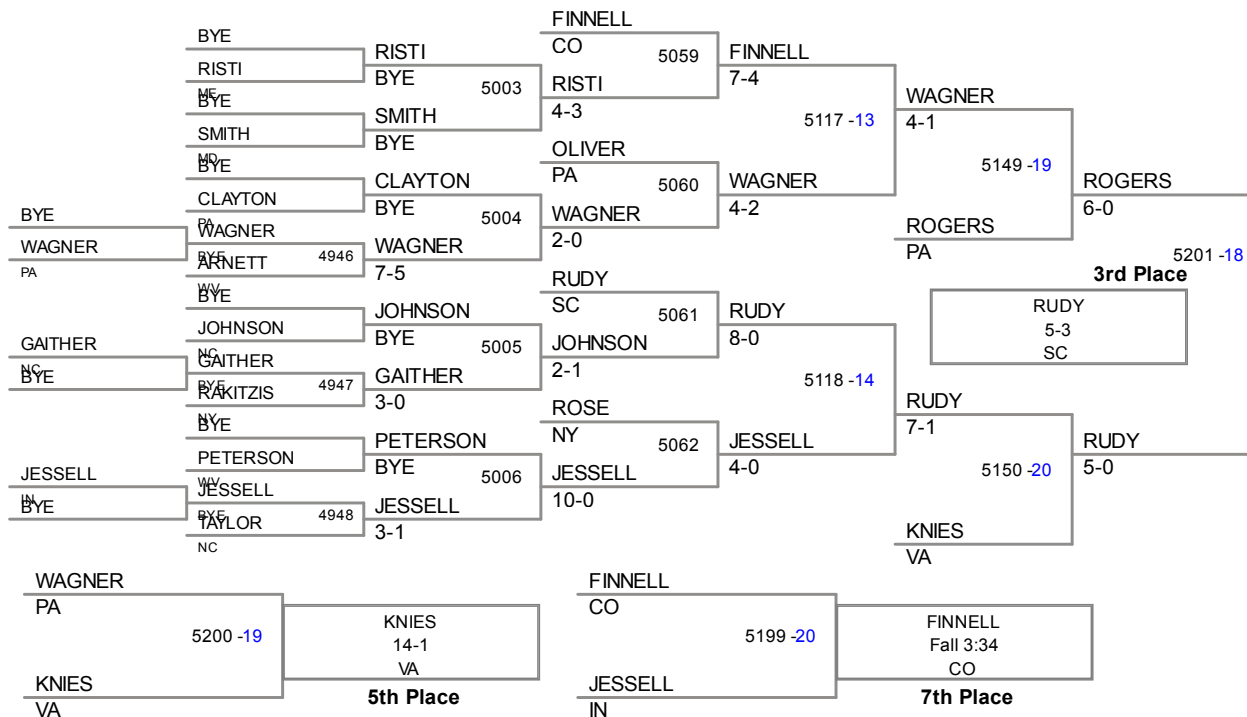 BYE
WAGNER
PA
GAITHER
NC
BYE
JESSELL
IN
BYE
BYE
RISTI
ME
BYE
SMITH
MD
BYE
CLAYTON
PA
WAGNER
BYE
4946
ARNETT
WV
BYE
JOHNSON
NC
GAITHER
BYE
4947
RAKITZIS
NY
BYE
PETERSON
WV
JESSELL
BYE
4948
TAYLOR
NC
RISTI
BYE
5003
SMITH
BYE
CLAYTON
BYE
5004
WAGNER
7-5
JOHNSON
BYE
5005
GAITHER
3-0
PETERSON
BYE
5006
JESSELL
3-1
FINNELL
CO
5059
RISTI
4-3
OLIVER
PA
5060
WAGNER
2-0
RUDY
SC
5061
JOHNSON
2-1
ROSE
NY
5062
JESSELL
10-0
FINNELL
7-4
5117 -13
WAGNER
4-2
RUDY
8-0
5118 -14
JESSELL
4-0
WAGNER
4-1
5149 -19
ROGERS
PA
RUDY
7-1
5150 -20
KNIES
VA
ROGERS
6-0
5201 -18
3rd Place
RUDY
5-3
SC
RUDY
5-0
WAGNER
PA
5200 -19
KNIES
VA
KNIES
14-1
VA
5th Place
FINNELL
CO
5199 -20
JESSELL
IN
FINNELL
Fall 3:34
CO
7th Place